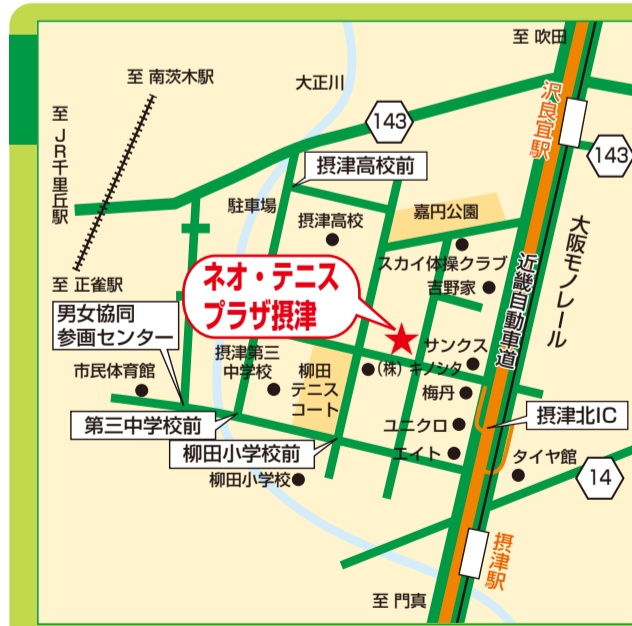 至 吹田
至 南茨木駅
大正川
沢良宜駅
143
143
至 JR千里丘駅
摂津高校前
駐車場
摂津高校
嘉円公園
大阪モノレール
スカイ体操クラブ
近畿自動車道
至 正雀駅
ネオ・テニス
プラザ摂津
吉野家
男女協同
参画センター
サンクス
摂津第三
中学校
市民体育館
柳田
テニス
コート
(株)キノシタ
梅丹
摂津北IC
第三中学校前
ユニクロ
柳田小学校前
エイト
タイヤ館
柳田小学校
14
摂津駅
至 門真